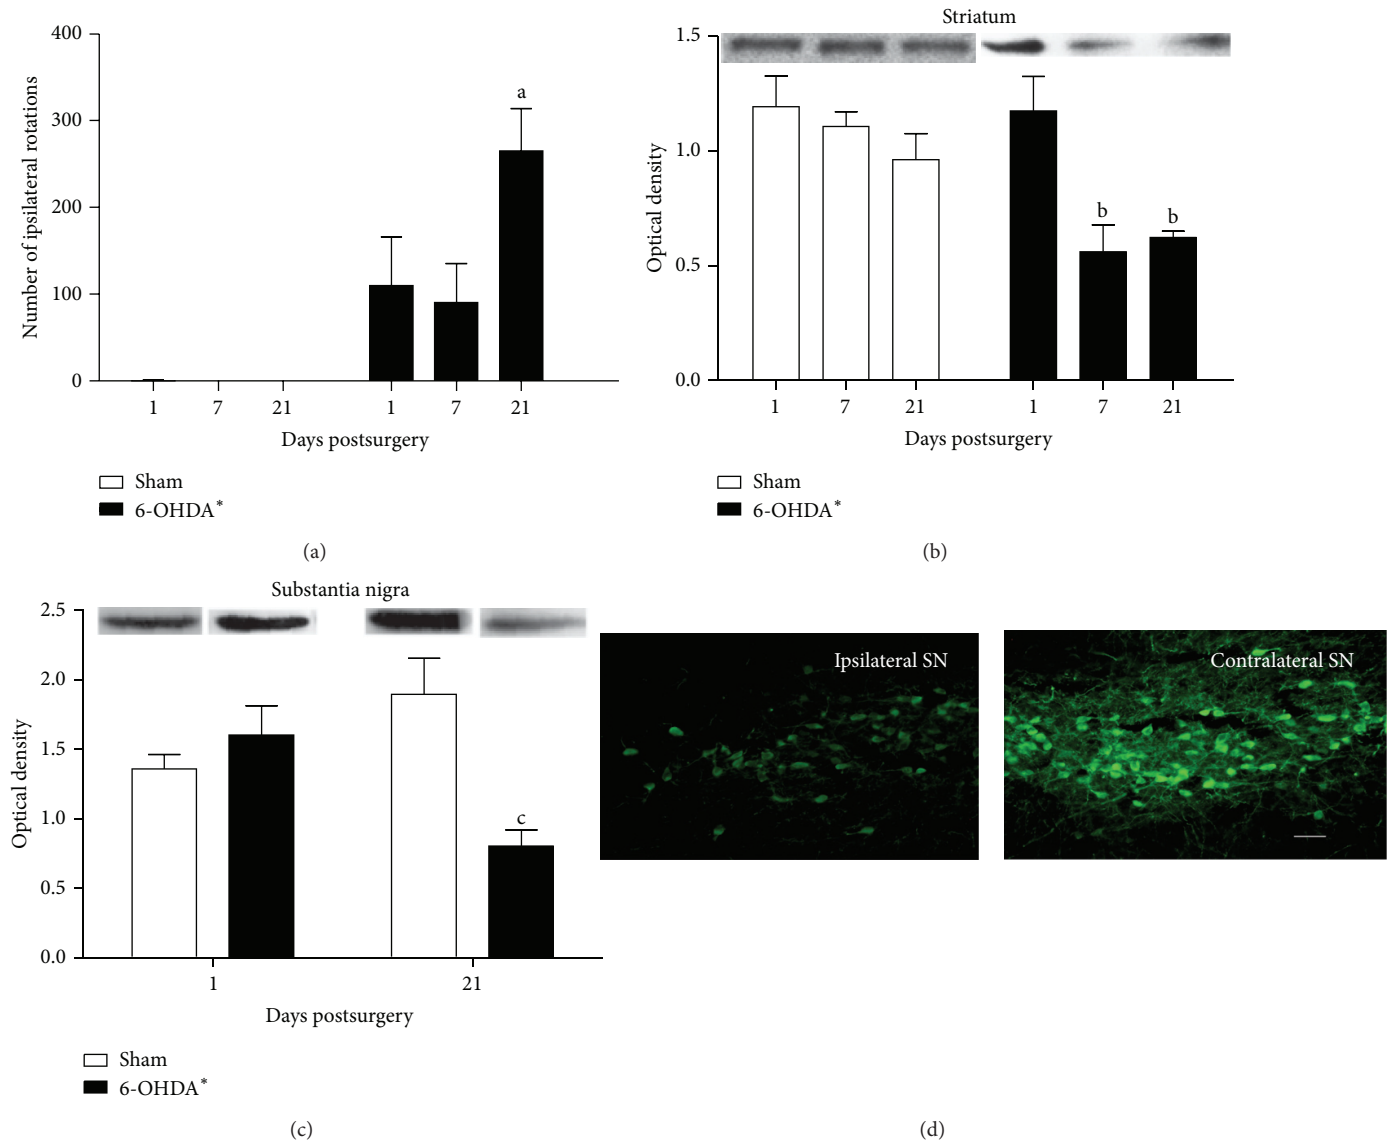 400
300
200
100
0
Number of ipsilateral rotations
a
1 7 21 1 7 21
Days postsurgery
Sham
6-OHDA*
(a)
Striatum
1.5
1.0
0.5
0.0
Optical density
b b
1 7 21 1 7 21
Days postsurgery
Sham
6-OHDA*
(b)
Substantia nigra
2.5
2.0
1.5
1.0
0.5
0.0
Optical density
c
1 21
Days postsurgery
Sham
6-OHDA*
(c)
Ipsilateral SN
Contralateral SN
(d)